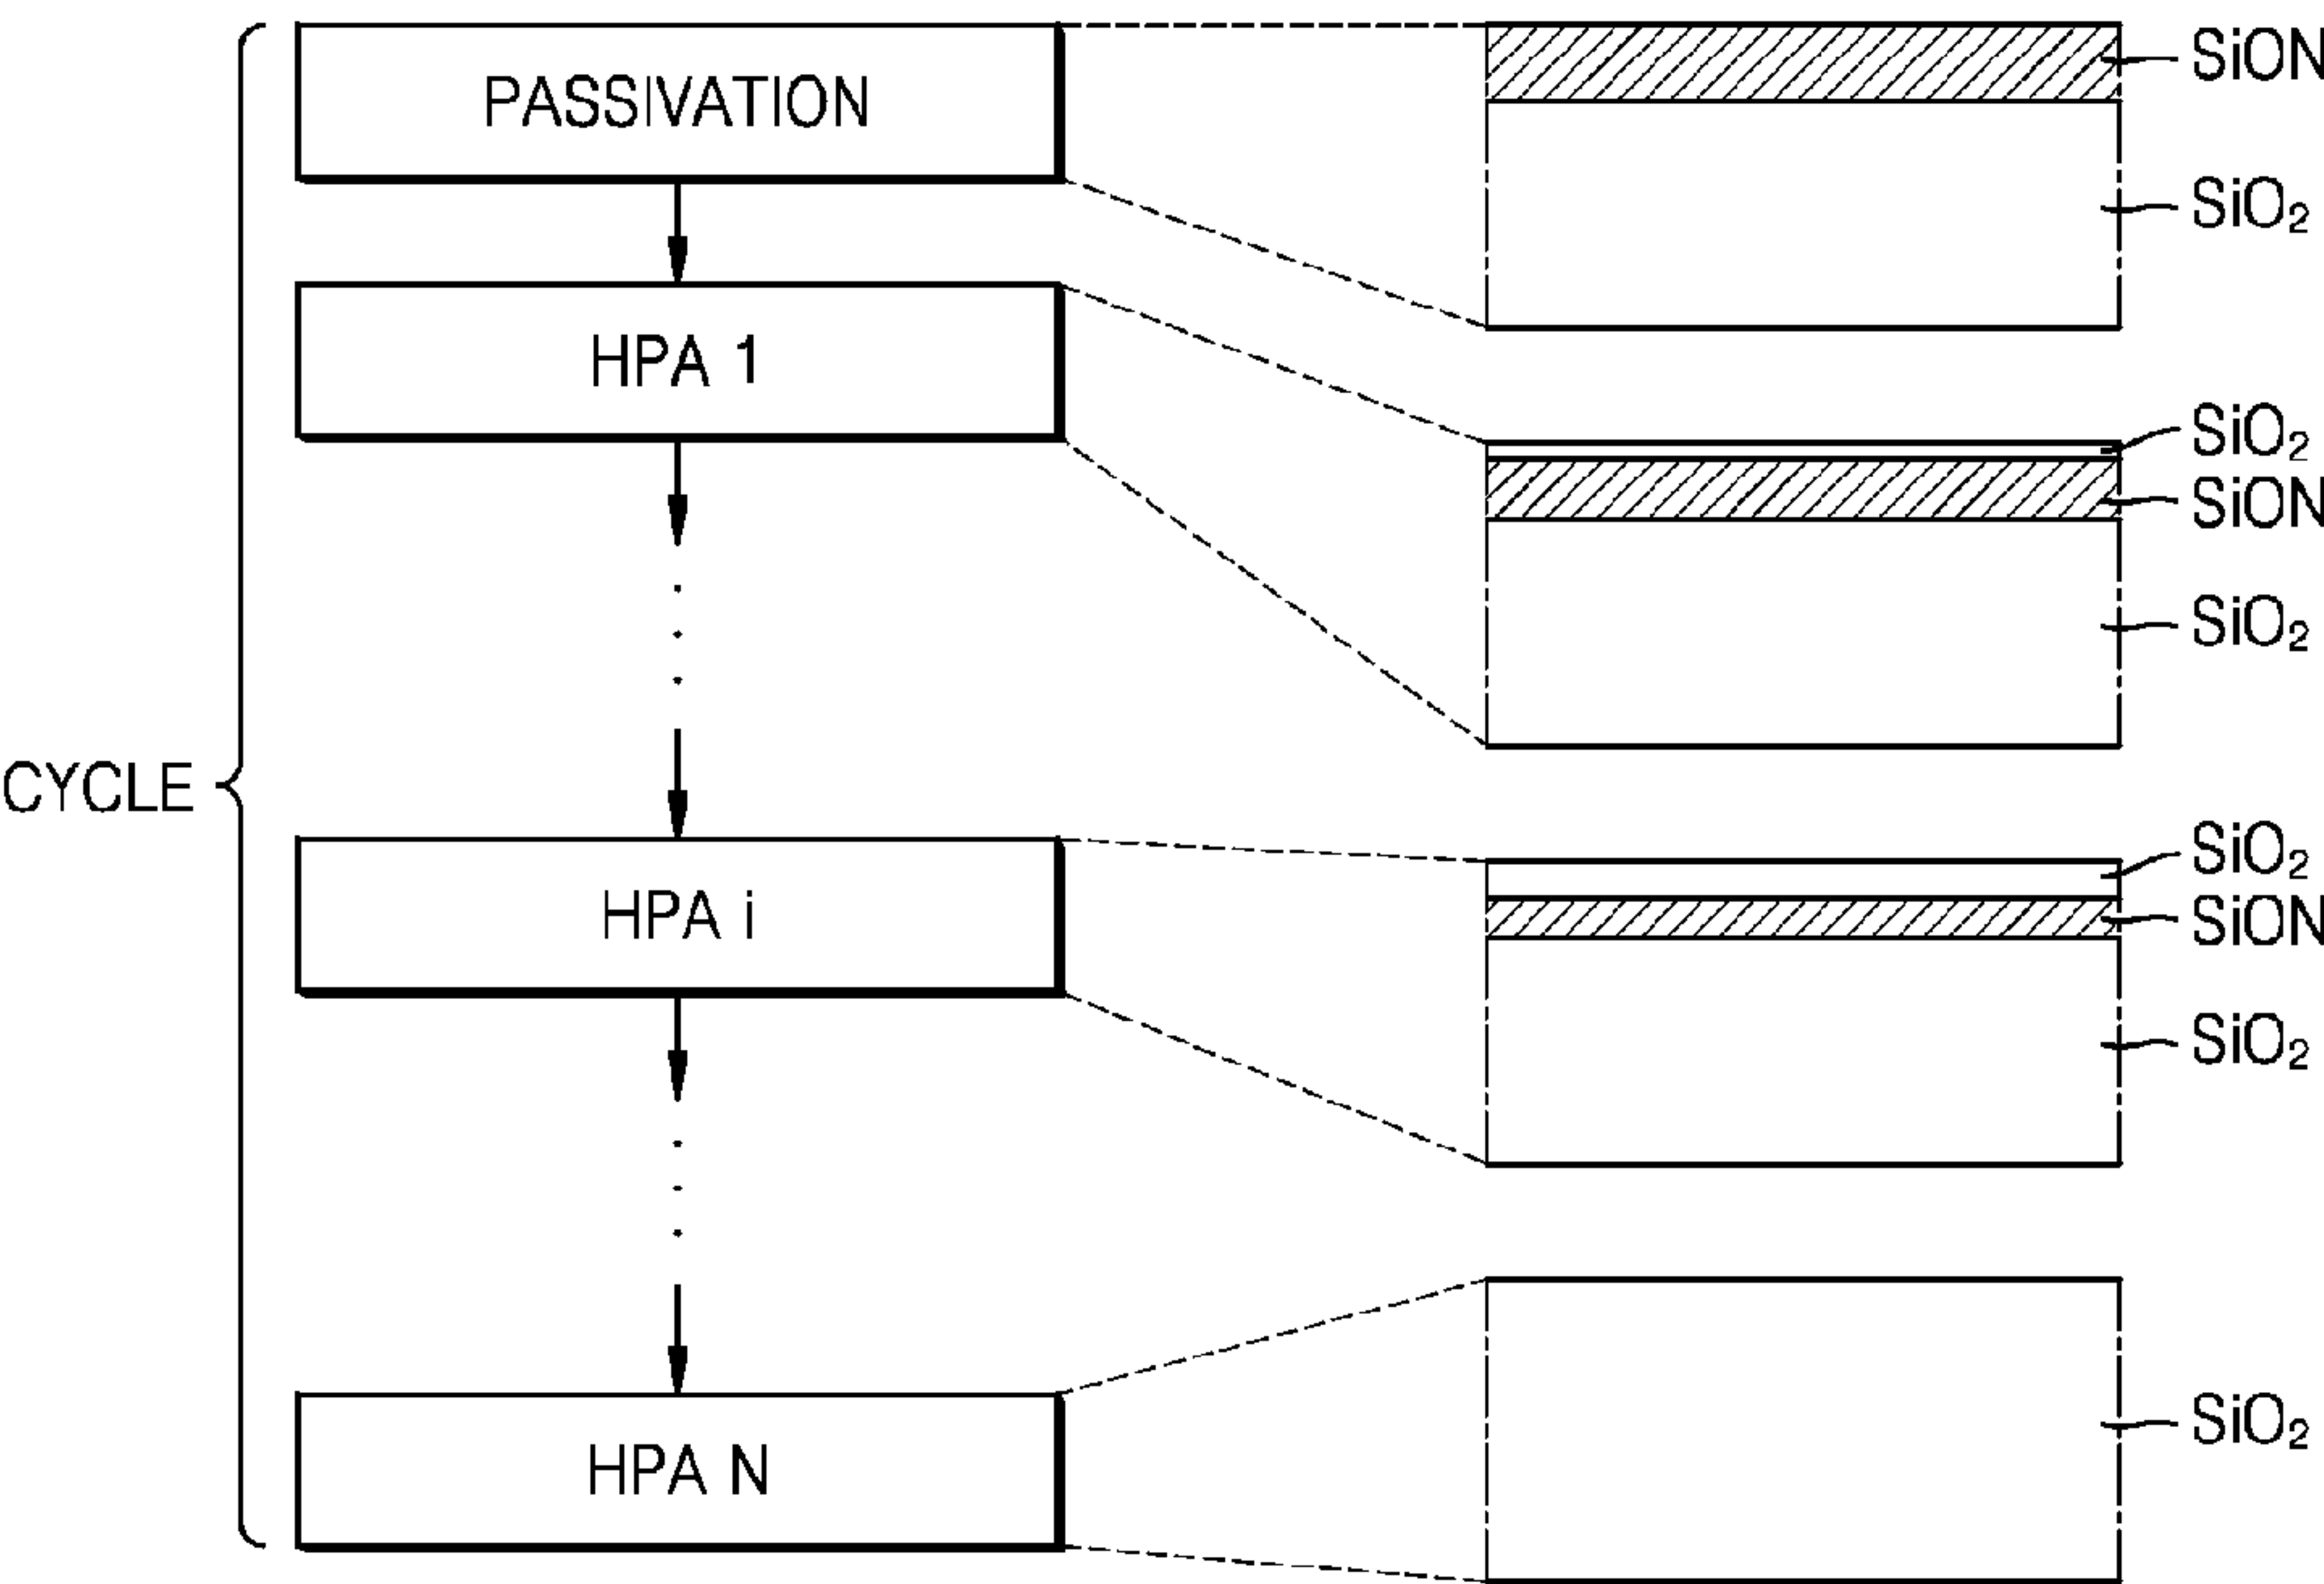 PASSIVATION
SiON
SiO₂
HPA 1
SiO₂
SiON
SiO₂
CYCLE
HPA i
SiO₂
SiON
SiO₂
HPA N
SiO₂